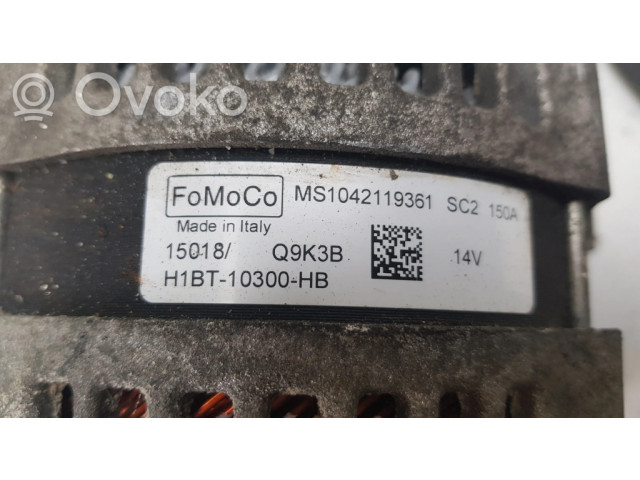 Ovoko
FoMoCo MS1042119361 SC2 150A
Made in Italy
15018/ Q9K3B 14V
H1BT-10300-HB